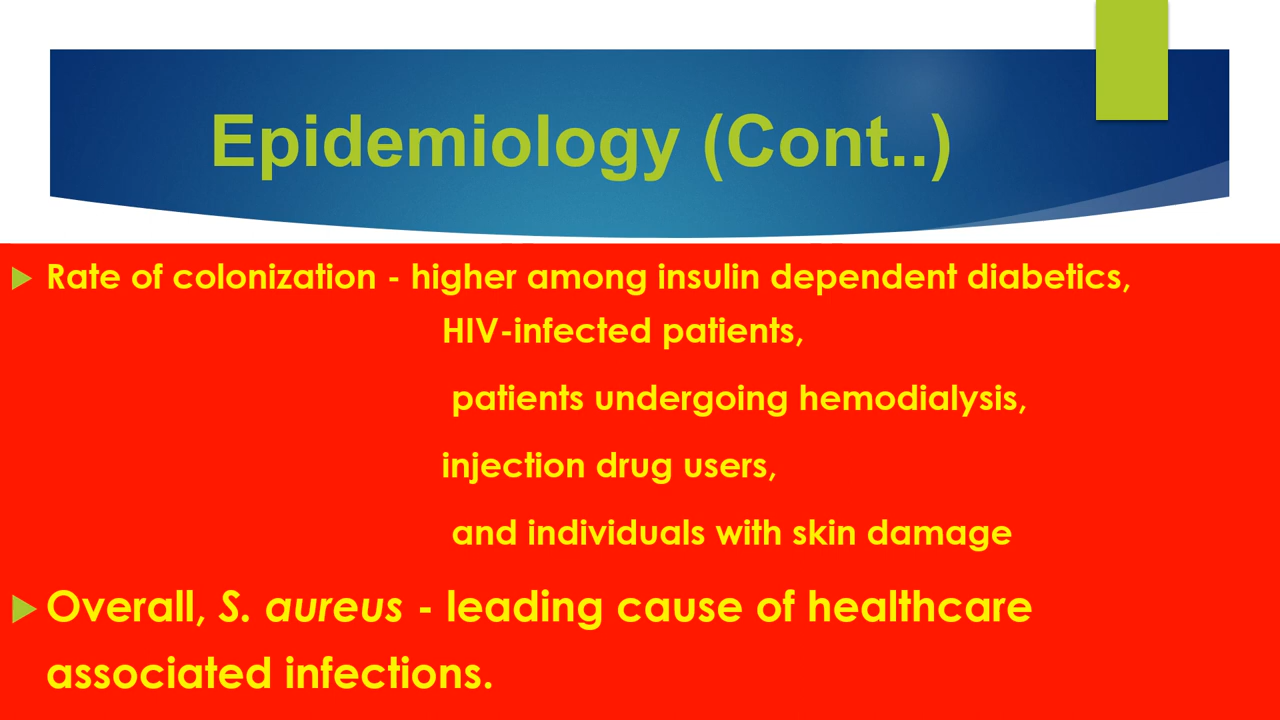 Epidemiology (Cont..)
Rate of colonization - higher among insulin dependent diabetics,
HIV-infected patients,
patients undergoing hemodialysis,
injection drug users,
and individuals with skin damage
Overall, S. aureus - leading cause of healthcare
associated infections.